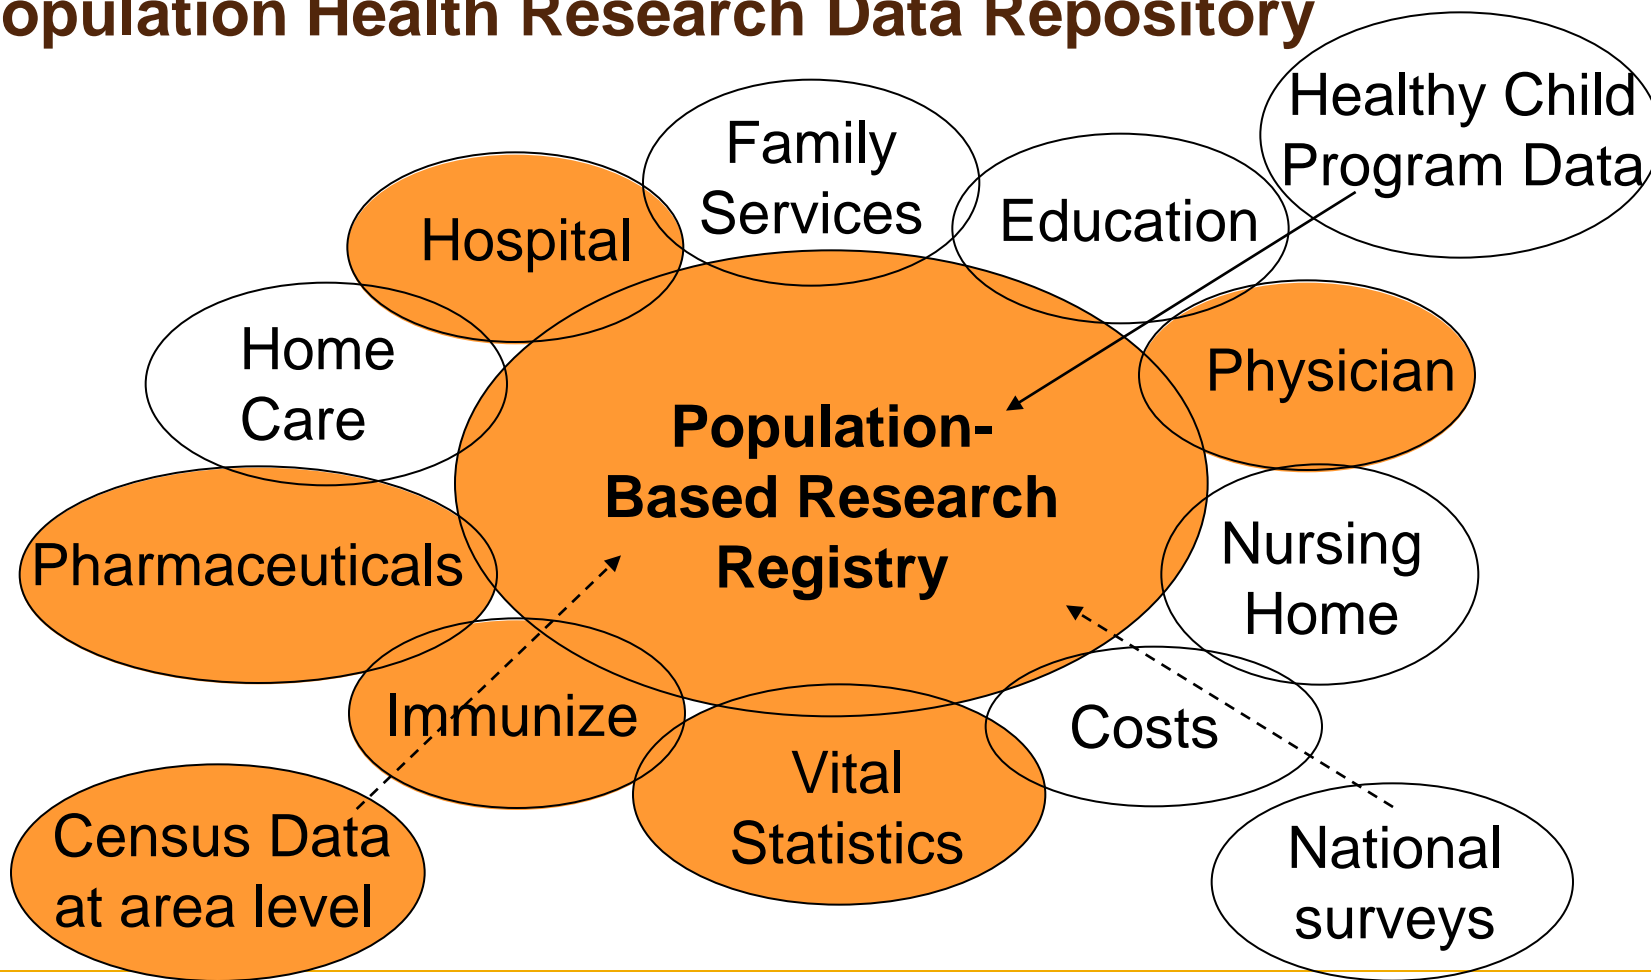 opulation Health Research Data Repository
Healthy Child
Program Data
Family
Services
Education
Hospital
Home
Care
Physician
Population-
Based Research
Registry
Pharmaceuticals
Nursing
Home
Immunize
Costs
Vital
Statistics
Census Data
at area level
National
surveys